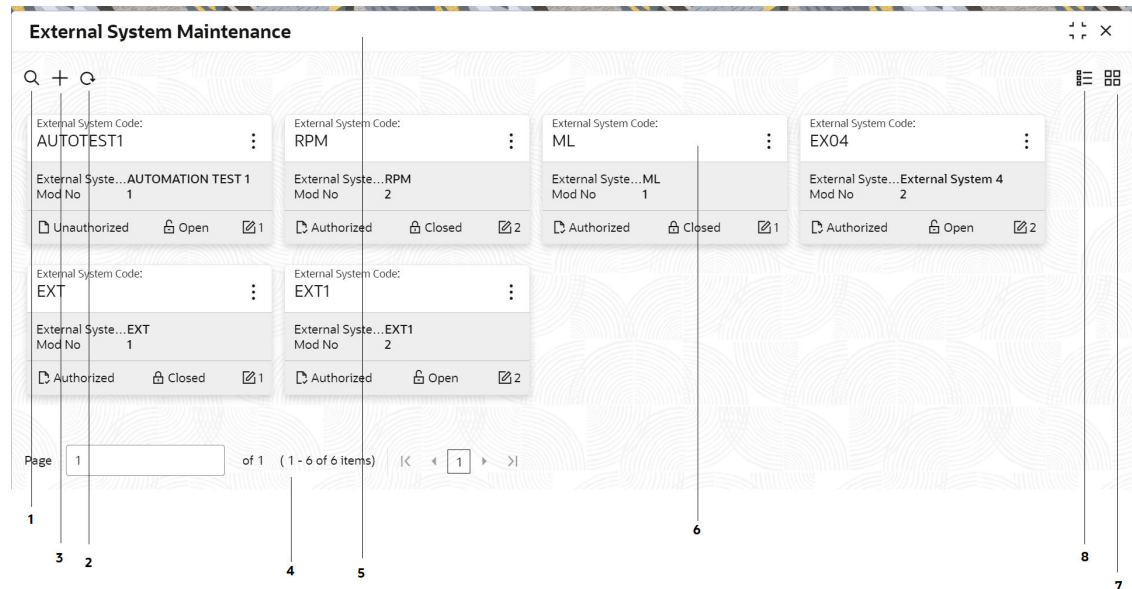 External System Maintenance
External System Code:
AUTOTEST1
External Syste...AUTOMATION TEST 1
Mod No 1
Unauthorized Open 1
External System Code:
RPM
External Syste...RPM
Mod No 2
Authorized Closed 2
External System Code:
ML
External Syste...ML
Mod No 1
Authorized Closed 1
External System Code:
EX04
External Syste...External System 4
Mod No 2
Authorized Open 2
External System Code:
EXT
External Syste...EXT
Mod No 1
Authorized Closed 1
External System Code:
EXT1
External Syste...EXT1
Mod No 2
Authorized Open 2
Page 1 of 1 ( 1 - 6 of 6 items) 1
1
3
2
4
5
6
8
7